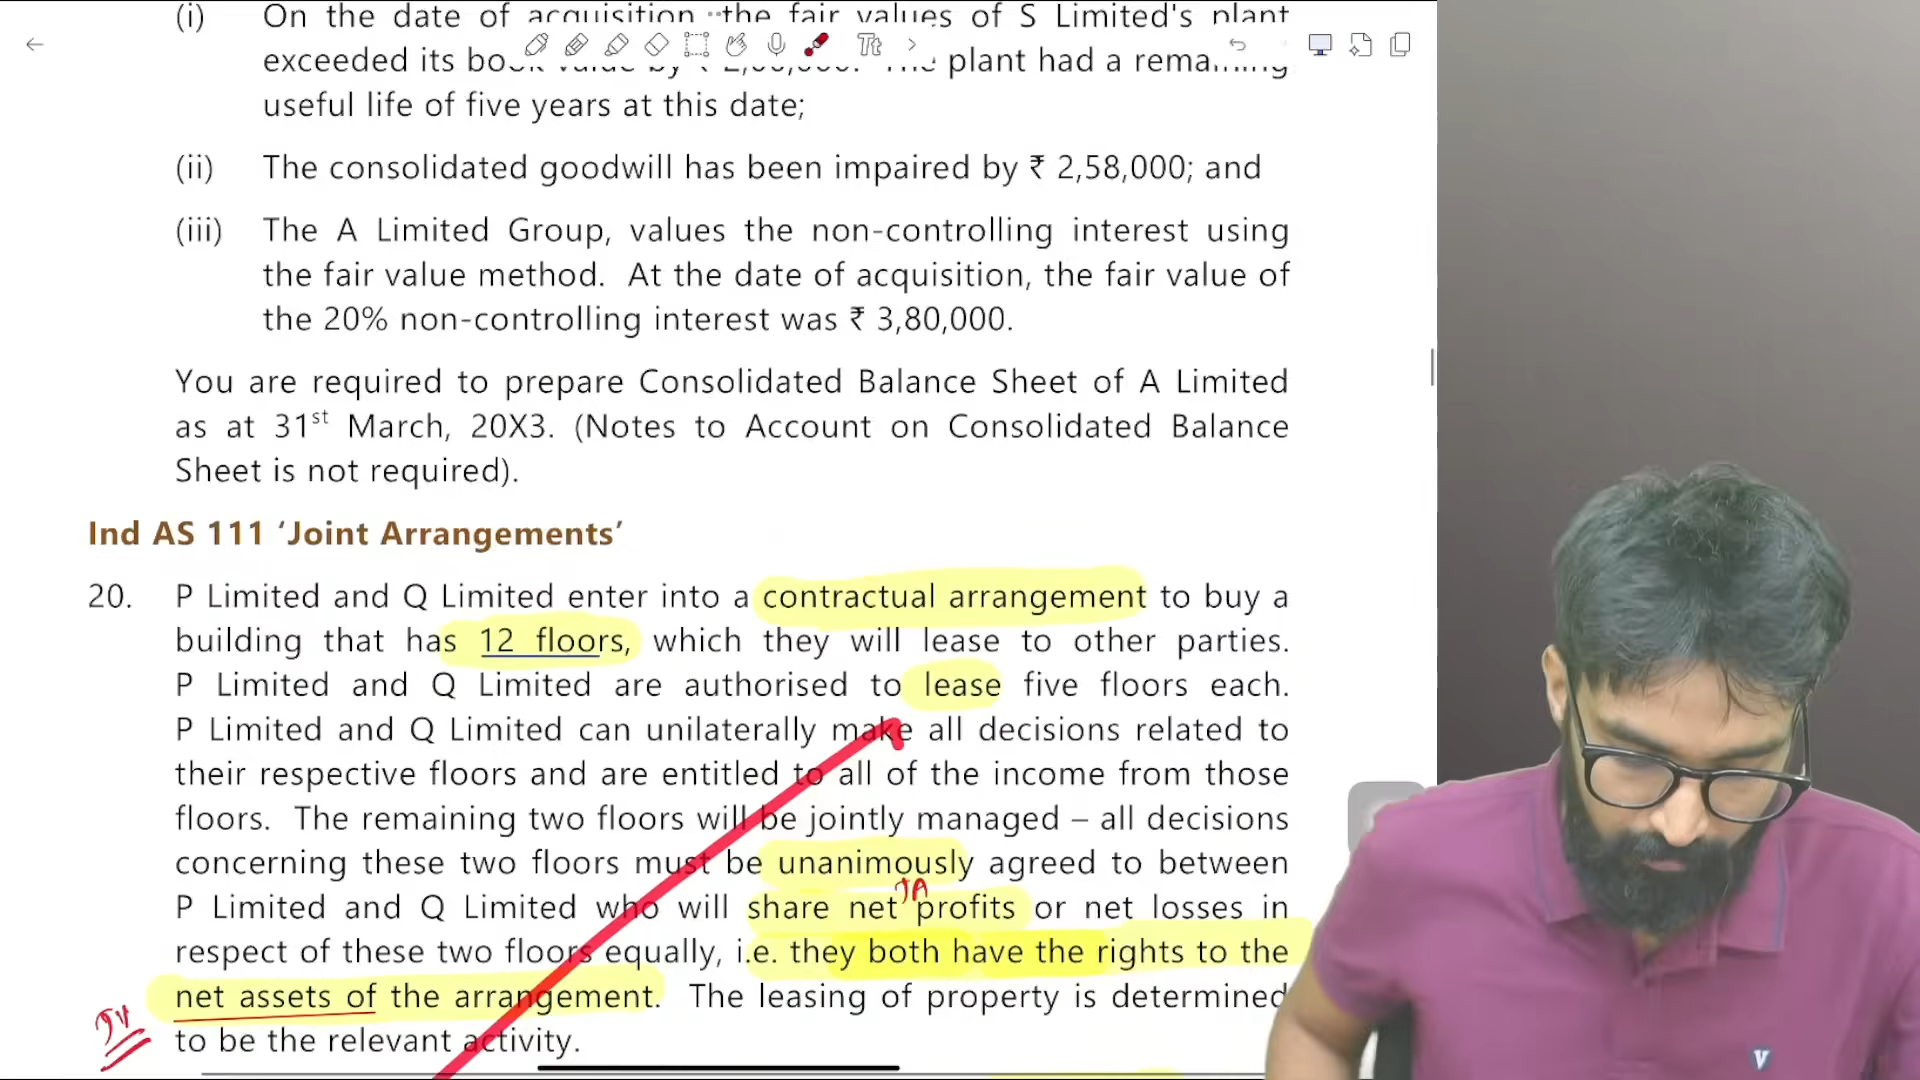 (i) On the date of acquisition the fair values of S Limited's plant
exceeded its book value by ₹ 2,00,000. The plant had a remaining
useful life of five years at this date;
Tt
(ii) The consolidated goodwill has been impaired by ₹ 2,58,000; and
(iii) The A Limited Group, values the non-controlling interest using
the fair value method. At the date of acquisition, the fair value of
the 20% non-controlling interest was ₹ 3,80,000.
You are required to prepare Consolidated Balance Sheet of A Limited
as at 31st March, 20X3. (Notes to Account on Consolidated Balance
Sheet is not required).
Ind AS 111 ‘Joint Arrangements’
20. P Limited and Q Limited enter into a contractual arrangement to buy a
building that has 12 floors, which they will lease to other parties.
P Limited and Q Limited are authorised to lease five floors each.
P Limited and Q Limited can unilaterally make all decisions related to
their respective floors and are entitled to all of the income from those
floors. The remaining two floors will be jointly managed – all decisions
concerning these two floors must be unanimously agreed to between
JA
P Limited and Q Limited who will share net profits or net losses in
respect of these two floors equally, i.e. they both have the rights to the
net assets of the arrangement. The leasing of property is determined
JV
to be the relevant activity.
V